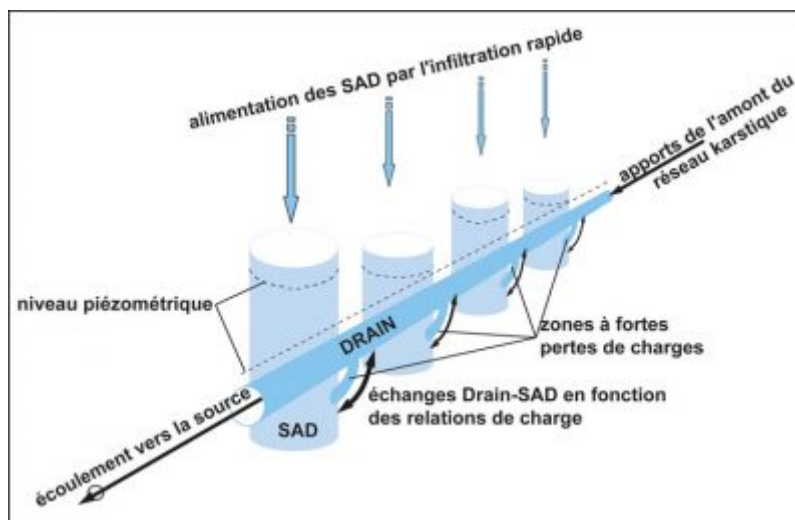 alimentation des SAD par l'infiltration rapide
apports de l'amont du
réseau karstique
niveau piézométrique
DRAIN
zones à fortes
pertes de charges
échanges Drain-SAD en fonction
des relations de charge
SAD
écoulement vers la source